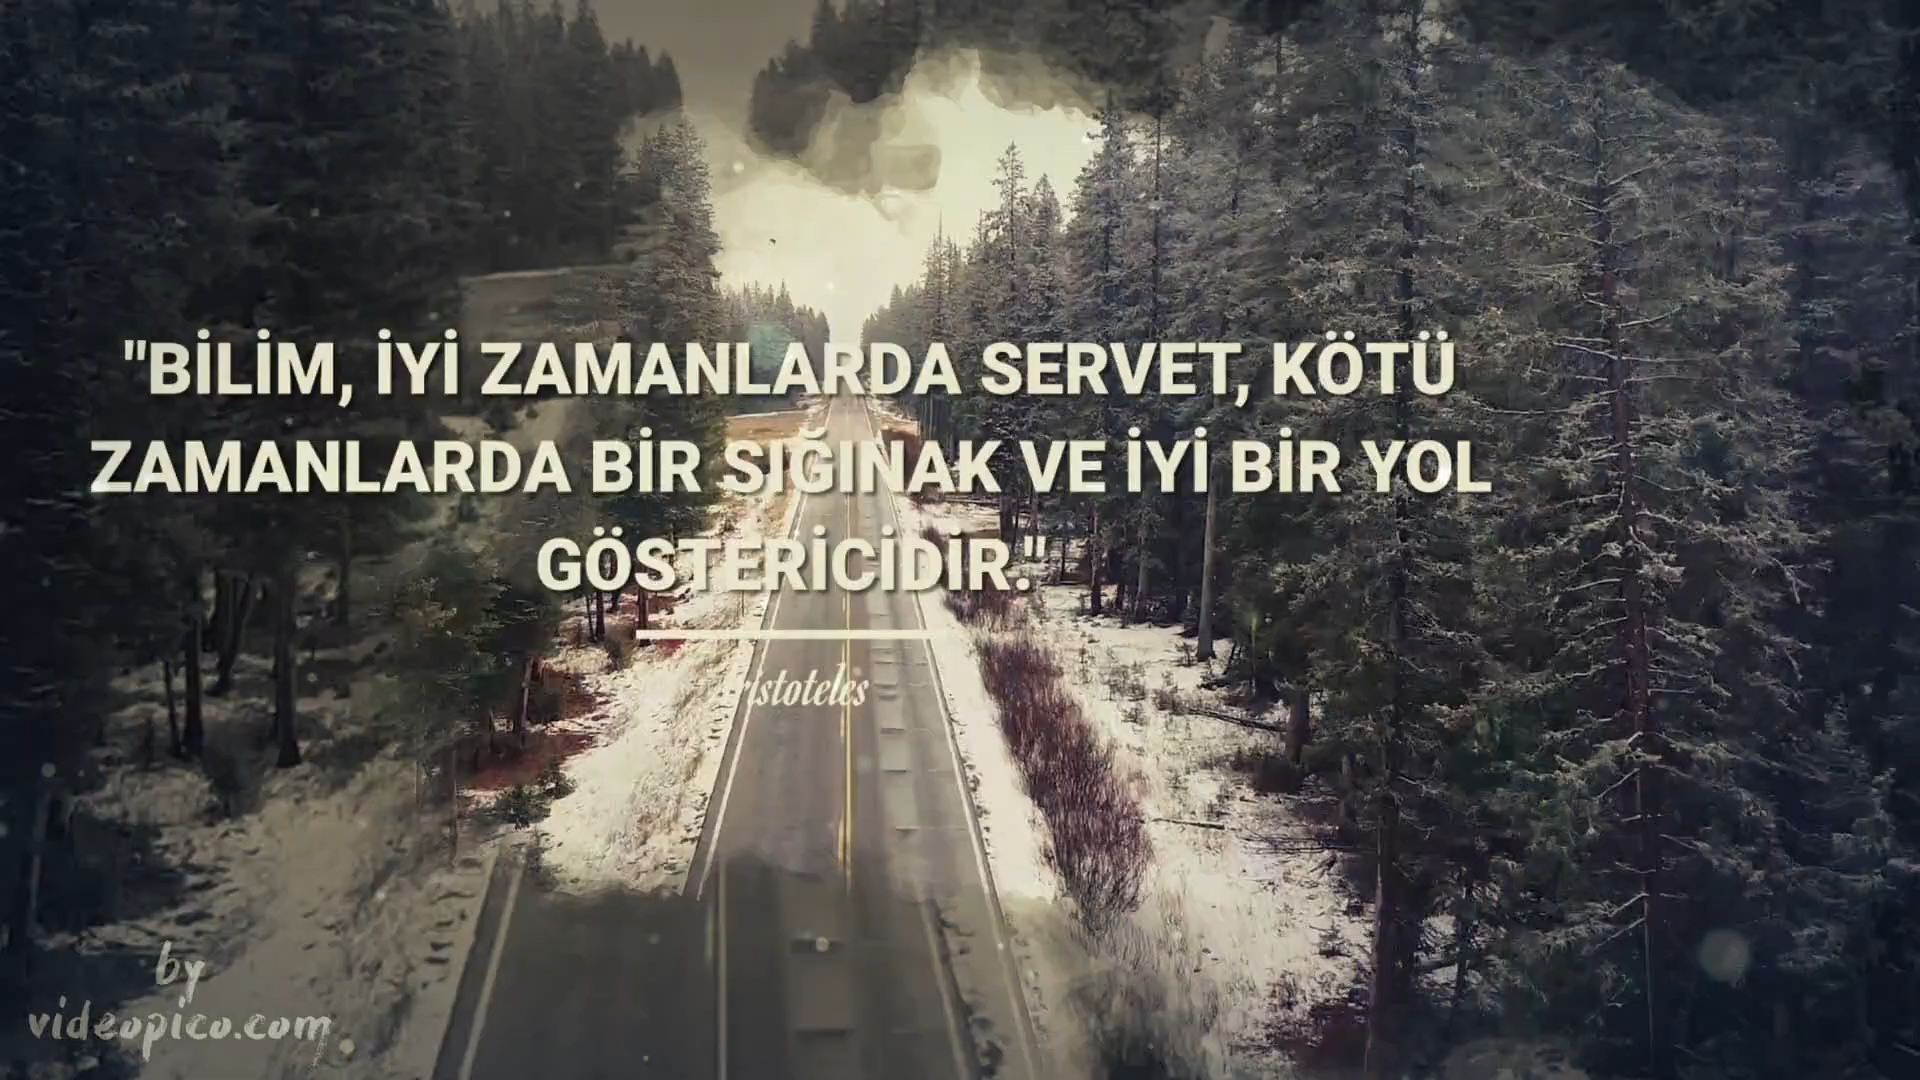 "BİLİM, İYİ ZAMANLARDA SERVET, KÖTÜ
ZAMANLARDA BİR SIĞINAK VE İYİ BİR YOL
GÖSTERİCİDİR."
Aristoteles
by
videopico.com